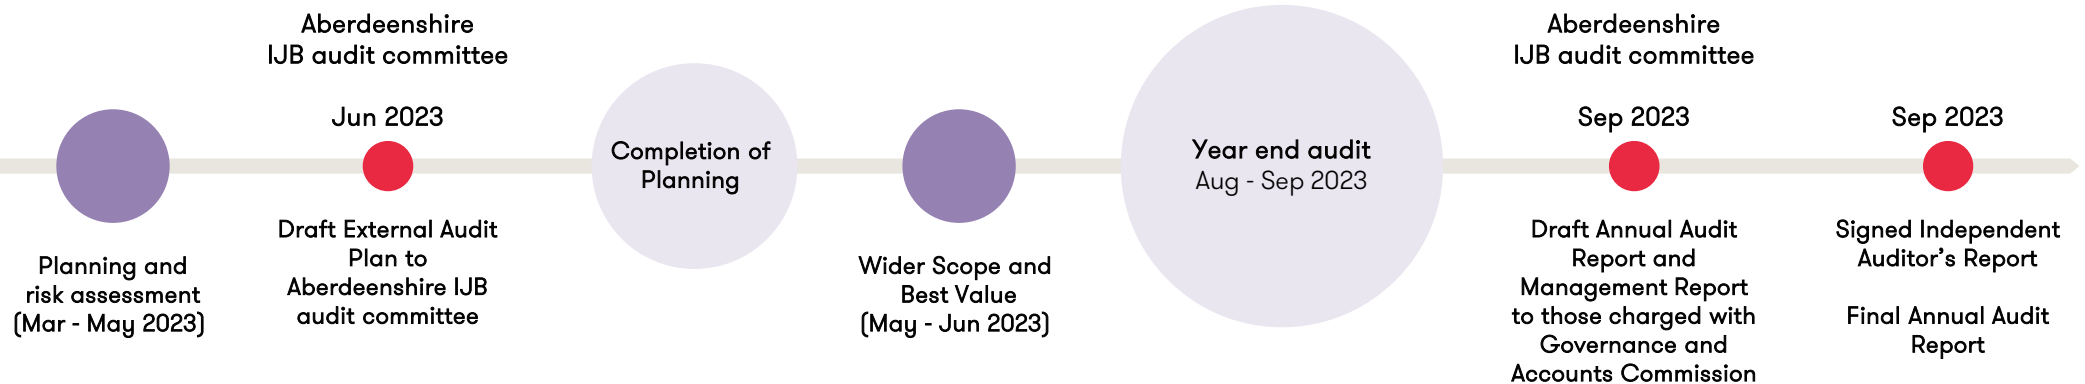 Planning and
risk assessment
(Mar - May 2023)
Aberdeenshire
IJB audit committee
Jun 2023
Draft External Audit
Plan to
Aberdeenshire IJB
audit committee
Completion of
Planning
Wider Scope and
Best Value
(May - Jun 2023)
Year end audit
Aug - Sep 2023
Aberdeenshire
IJB audit committee
Sep 2023
Draft Annual Audit
Report and
Management Report
to those charged with
Governance and
Accounts Commission
Sep 2023
Signed Independent
Auditor's Report
Final Annual Audit
Report